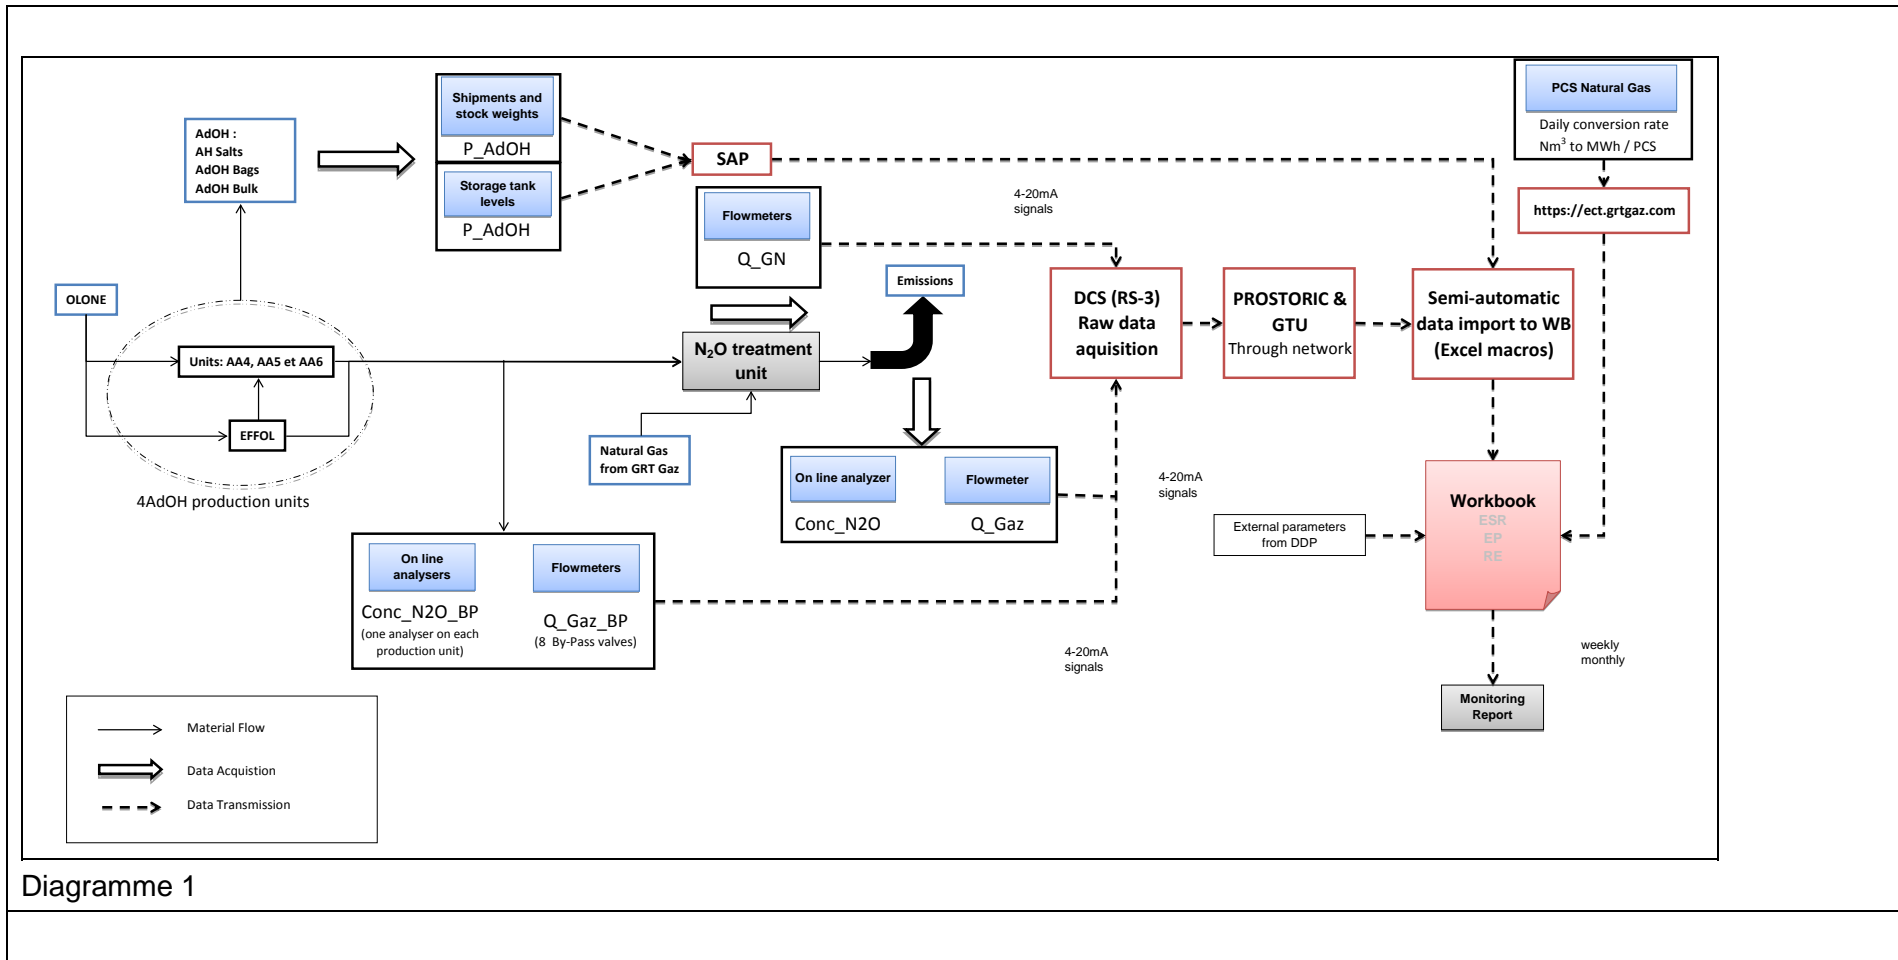 Shipments and
stock weights
P_AdOH
Storage tank
levels
P_AdOH
AdOH :
AH Salts
AdOH Bags
AdOH Bulk
SAP
PCS Natural Gas
Daily conversion rate
Nm³ to MWh / PCS
https://ect.grtgaz.com
4-20mA
signals
Flowmeters
Q_GN
Emissions
OLONE
Units: AA4, AA5 et AA6
EFFOL
4AdOH production units
N₂O treatment
unit
Natural Gas
from GRT Gaz
DCS (RS-3)
Raw data
aquisition
PROSTORIC &
GTU
Through network
Semi-automatic
data import to WB
(Excel macros)
On line analyzer
Conc_N2O
Flowmeter
Q_Gaz
4-20mA
signals
Workbook
ESR
EP
RE
External parameters
from DDP
On line
analysers
Conc_N2O_BP
(one analyser on each
production unit)
Flowmeters
Q_Gaz_BP
(8 By-Pass valves)
4-20mA
signals
weekly
monthly
Monitoring
Report
Material Flow
Data Acquistion
Data Transmission
Diagramme 1